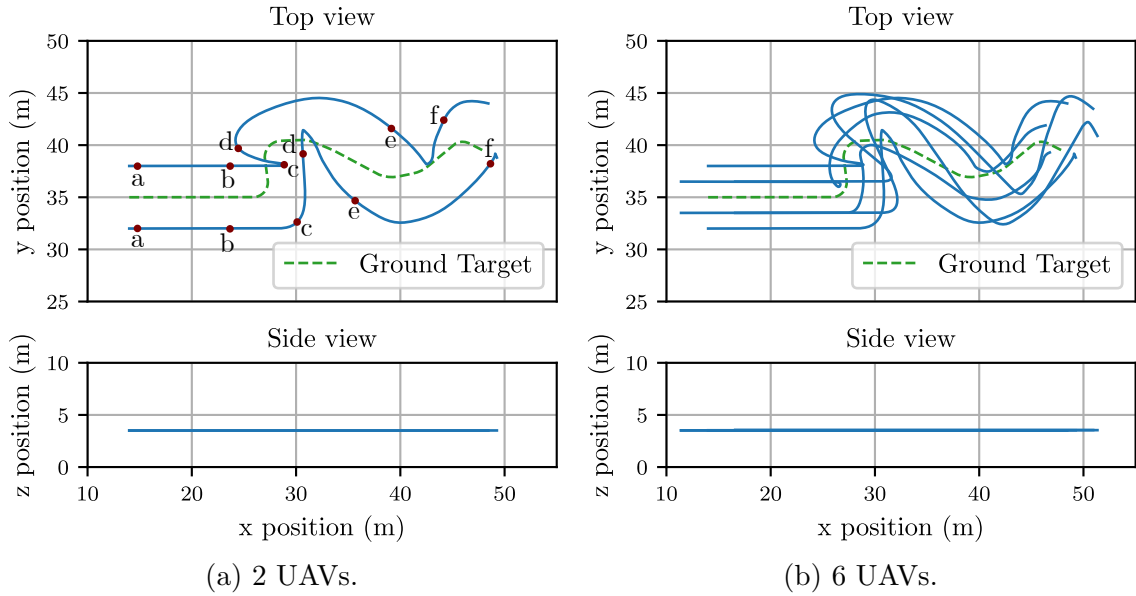 Top view
50
45
40
35
30
25
y position (m)
d
d
c
a
b
e
f
f
e
a
b
c
Ground Target
Side view
10
5
0
z position (m)
10 20 30 40 50
x position (m)
(a) 2 UAVs.
Top view
50
45
40
35
30
25
y position (m)
Ground Target
Side view
10
5
0
z position (m)
10 20 30 40 50
x position (m)
(b) 6 UAVs.